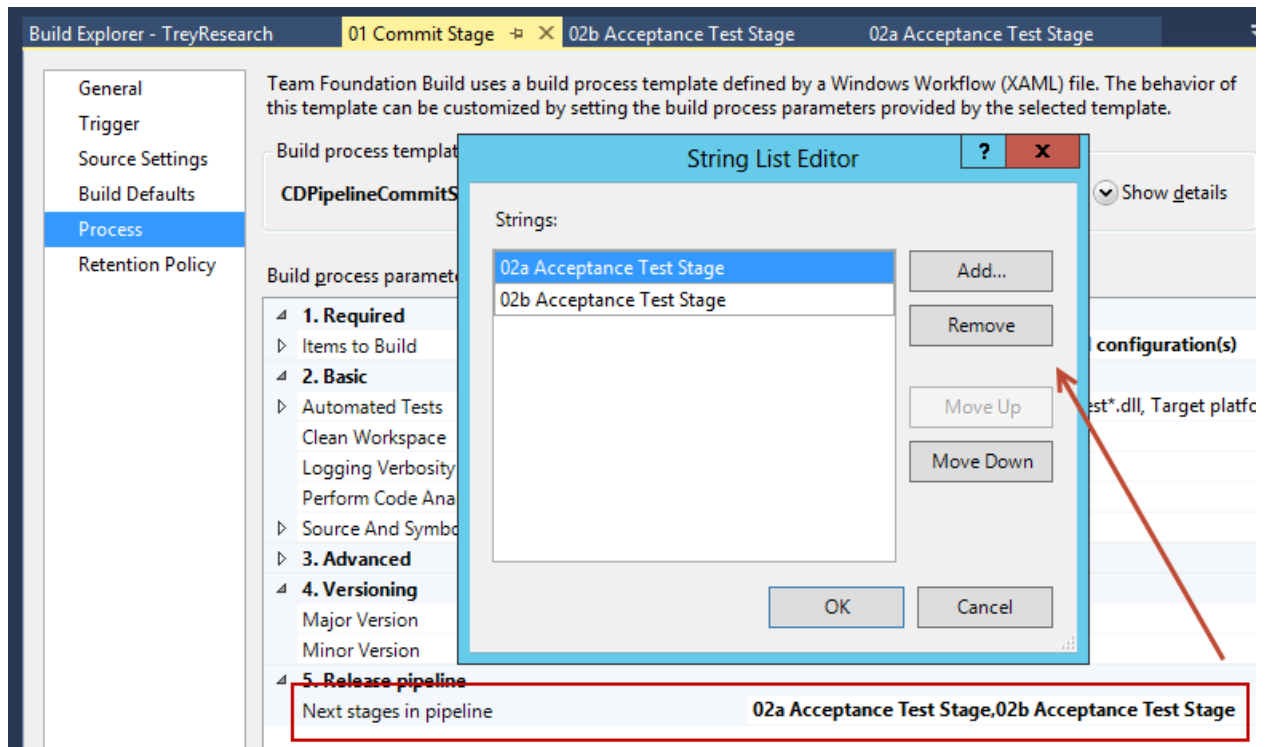 Build Explorer - TreyResearch
01 Commit Stage
02b Acceptance Test Stage
02a Acceptance Test Stage
General
Trigger
Source Settings
Build Defaults
Process
Retention Policy
Team Foundation Build uses a build process template defined by a Windows Workflow (XAML) file. The behavior of
this template can be customized by setting the build process parameters provided by the selected template.
Build process templat
CDPipelineCommitS
Show details
Build process paramet
1. Required
Items to Build
configuration(s)
2. Basic
Automated Tests
est*.dll, Target platfo
Clean Workspace
Logging Verbosity
Perform Code Ana
Source And Symbo
3. Advanced
4. Versioning
Major Version
Minor Version
5. Release pipeline
Next stages in pipeline
02a Acceptance Test Stage,02b Acceptance Test Stage
String List Editor
?
X
Strings:
02a Acceptance Test Stage
02b Acceptance Test Stage
Add...
Remove
Move Up
Move Down
OK
Cancel